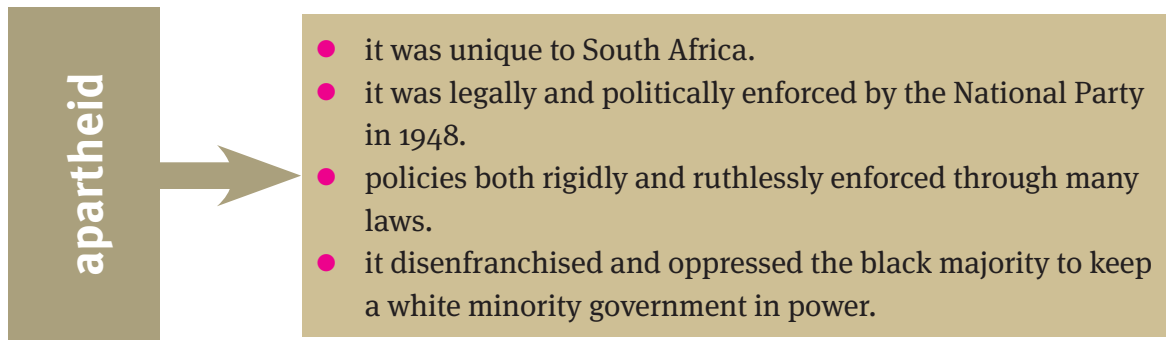 apartheid
● it was unique to South Africa.
● it was legally and politically enforced by the National Party
in 1948.
● policies both rigidly and ruthlessly enforced through many
laws.
● it disenfranchised and oppressed the black majority to keep
a white minority government in power.